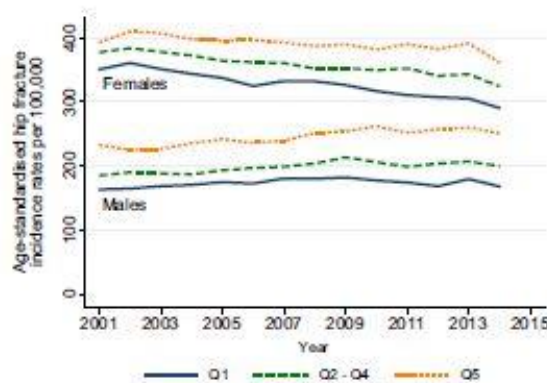 Age-standardised hip fracture
incidence rates per 100,000
400
300
200
100
0
Females
Males
2001 2003 2005 2007 2009 2011 2013 2015
Year
Q1 Q2 - Q4 Q5